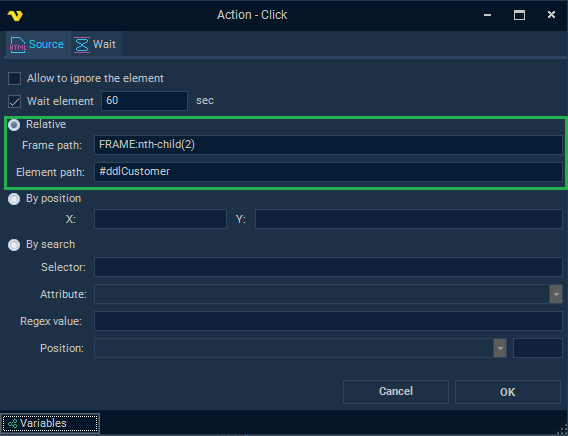 Action - Click
HTML
Source
Wait
Allow to ignore the element
Wait element 60 sec
Relative
Frame path: FRAME:nth-child(2)
Element path: #ddlCustomer
By position
X: Y:
By search
Selector:
Attribute:
Regex value:
Position:
Cancel OK
Variables